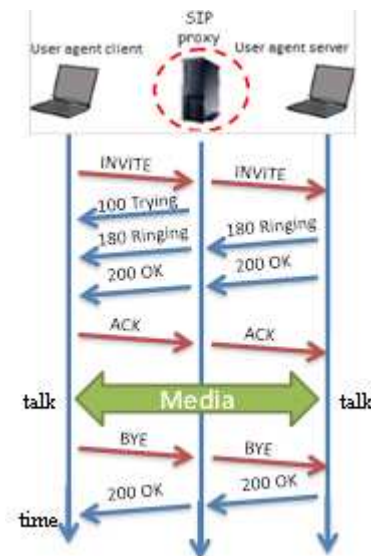 SIP
proxy
User agent client
User agent server
INVITE
INVITE
100 Trying
180 Ringing
180 Ringing
200 OK
200 OK
ACK
ACK
talk
Media
talk
BYE
BYE
200 OK
200 OK
time